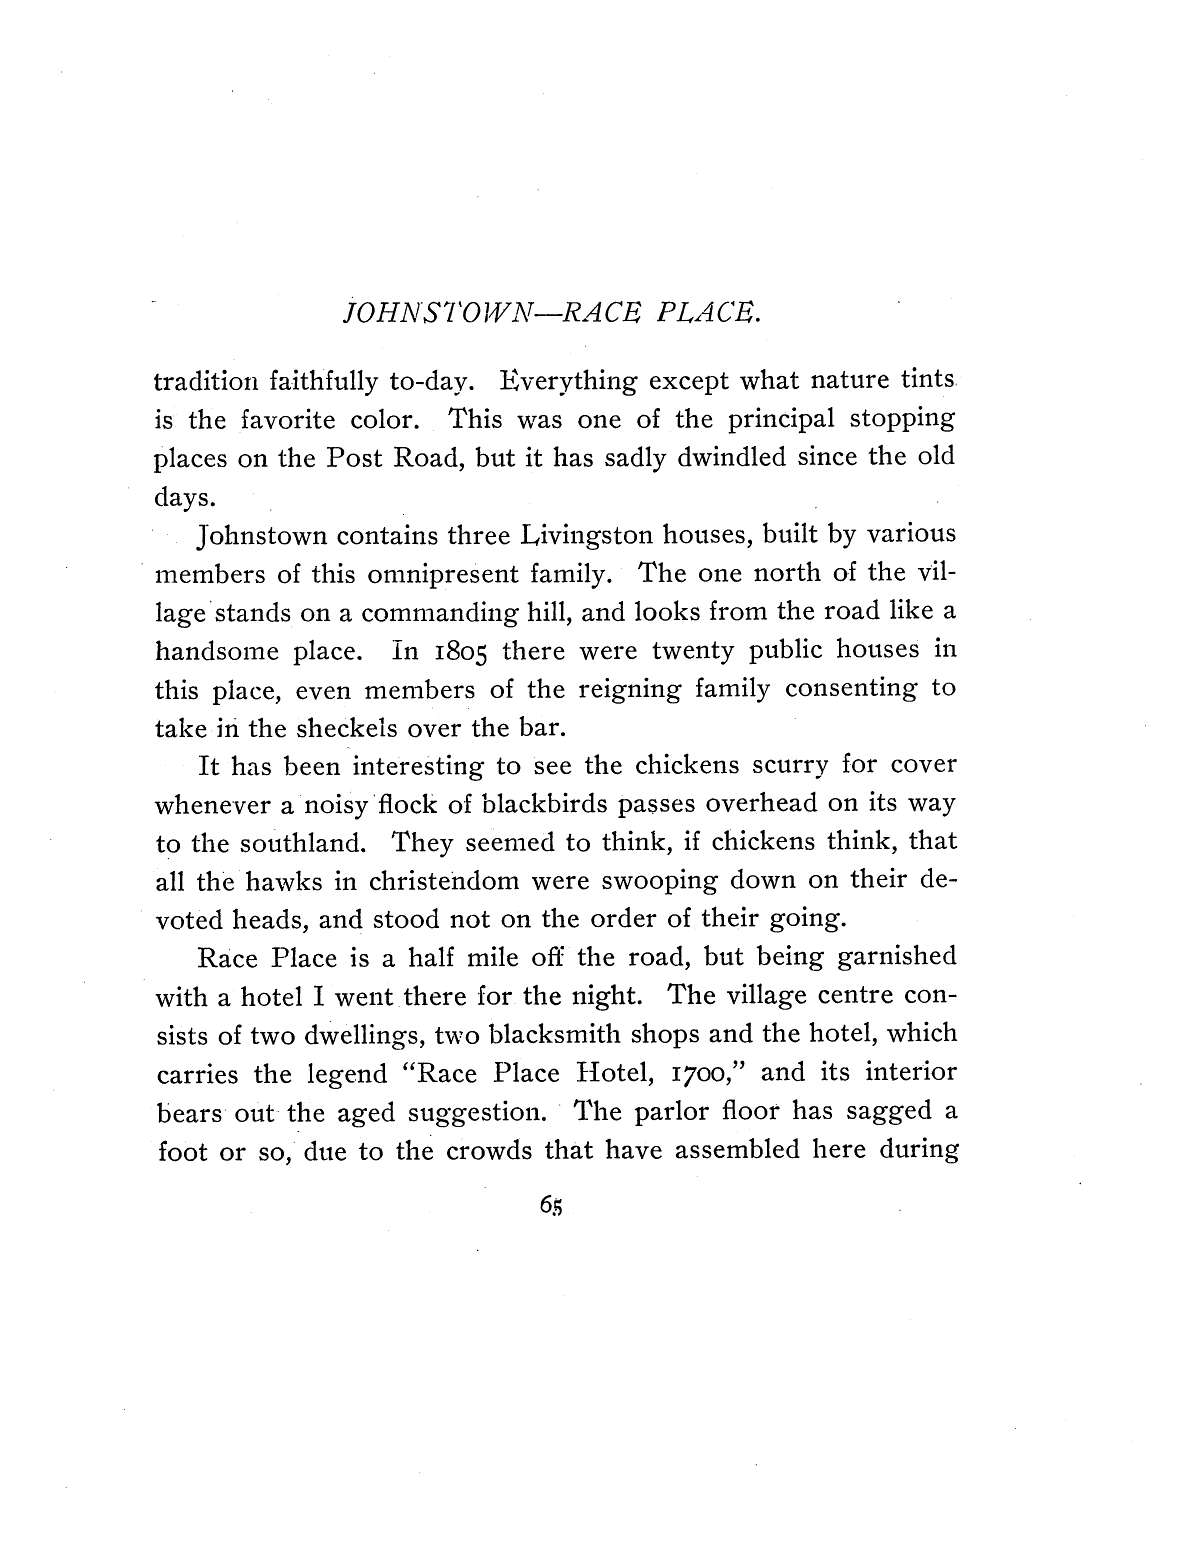 JOHNSTOWN—RACE PLACE.
tradition faithfully to-day. Everything except what nature tints
is the favorite color. This was one of the principal stopping
places on the Post Road, but it has sadly dwindled since the old
days.
Johnstown contains three Livingston houses, built by various
members of this omnipresent family. The one north of the vil-
lage stands on a commanding hill, and looks from the road like a
handsome place. In 1805 there were twenty public houses in
this place, even members of the reigning family consenting to
take in the sheckels over the bar.
It has been interesting to see the chickens scurry for cover
whenever a noisy flock of blackbirds passes overhead on its way
to the southland. They seemed to think, if chickens think, that
all the hawks in christendom were swooping down on their de-
voted heads, and stood not on the order of their going.
Race Place is a half mile off the road, but being garnished
with a hotel I went there for the night. The village centre con-
sists of two dwellings, two blacksmith shops and the hotel, which
carries the legend “Race Place Hotel, 1700,” and its interior
bears out the aged suggestion. The parlor floor has sagged a
foot or so, due to the crowds that have assembled here during
65